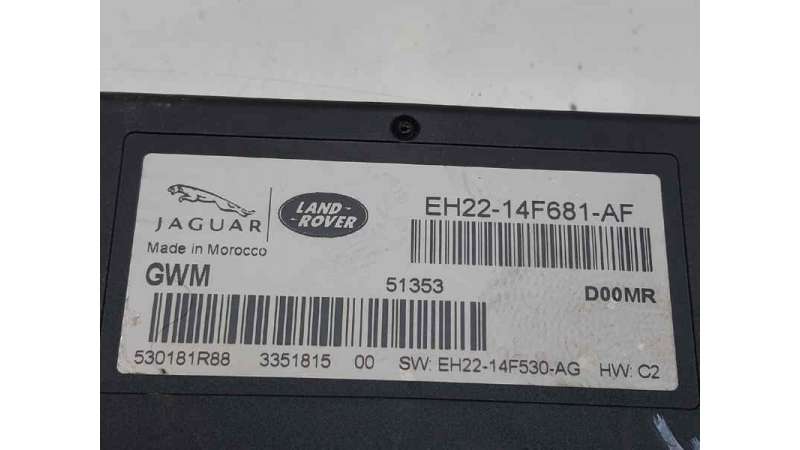 JAGUAR
LAND-
-ROVER
EH22-14F681-AF
Made in Morocco
GWM
51353
D00MR
530181R88 3351815 00 SW: EH22-14F530-AG HW: C2